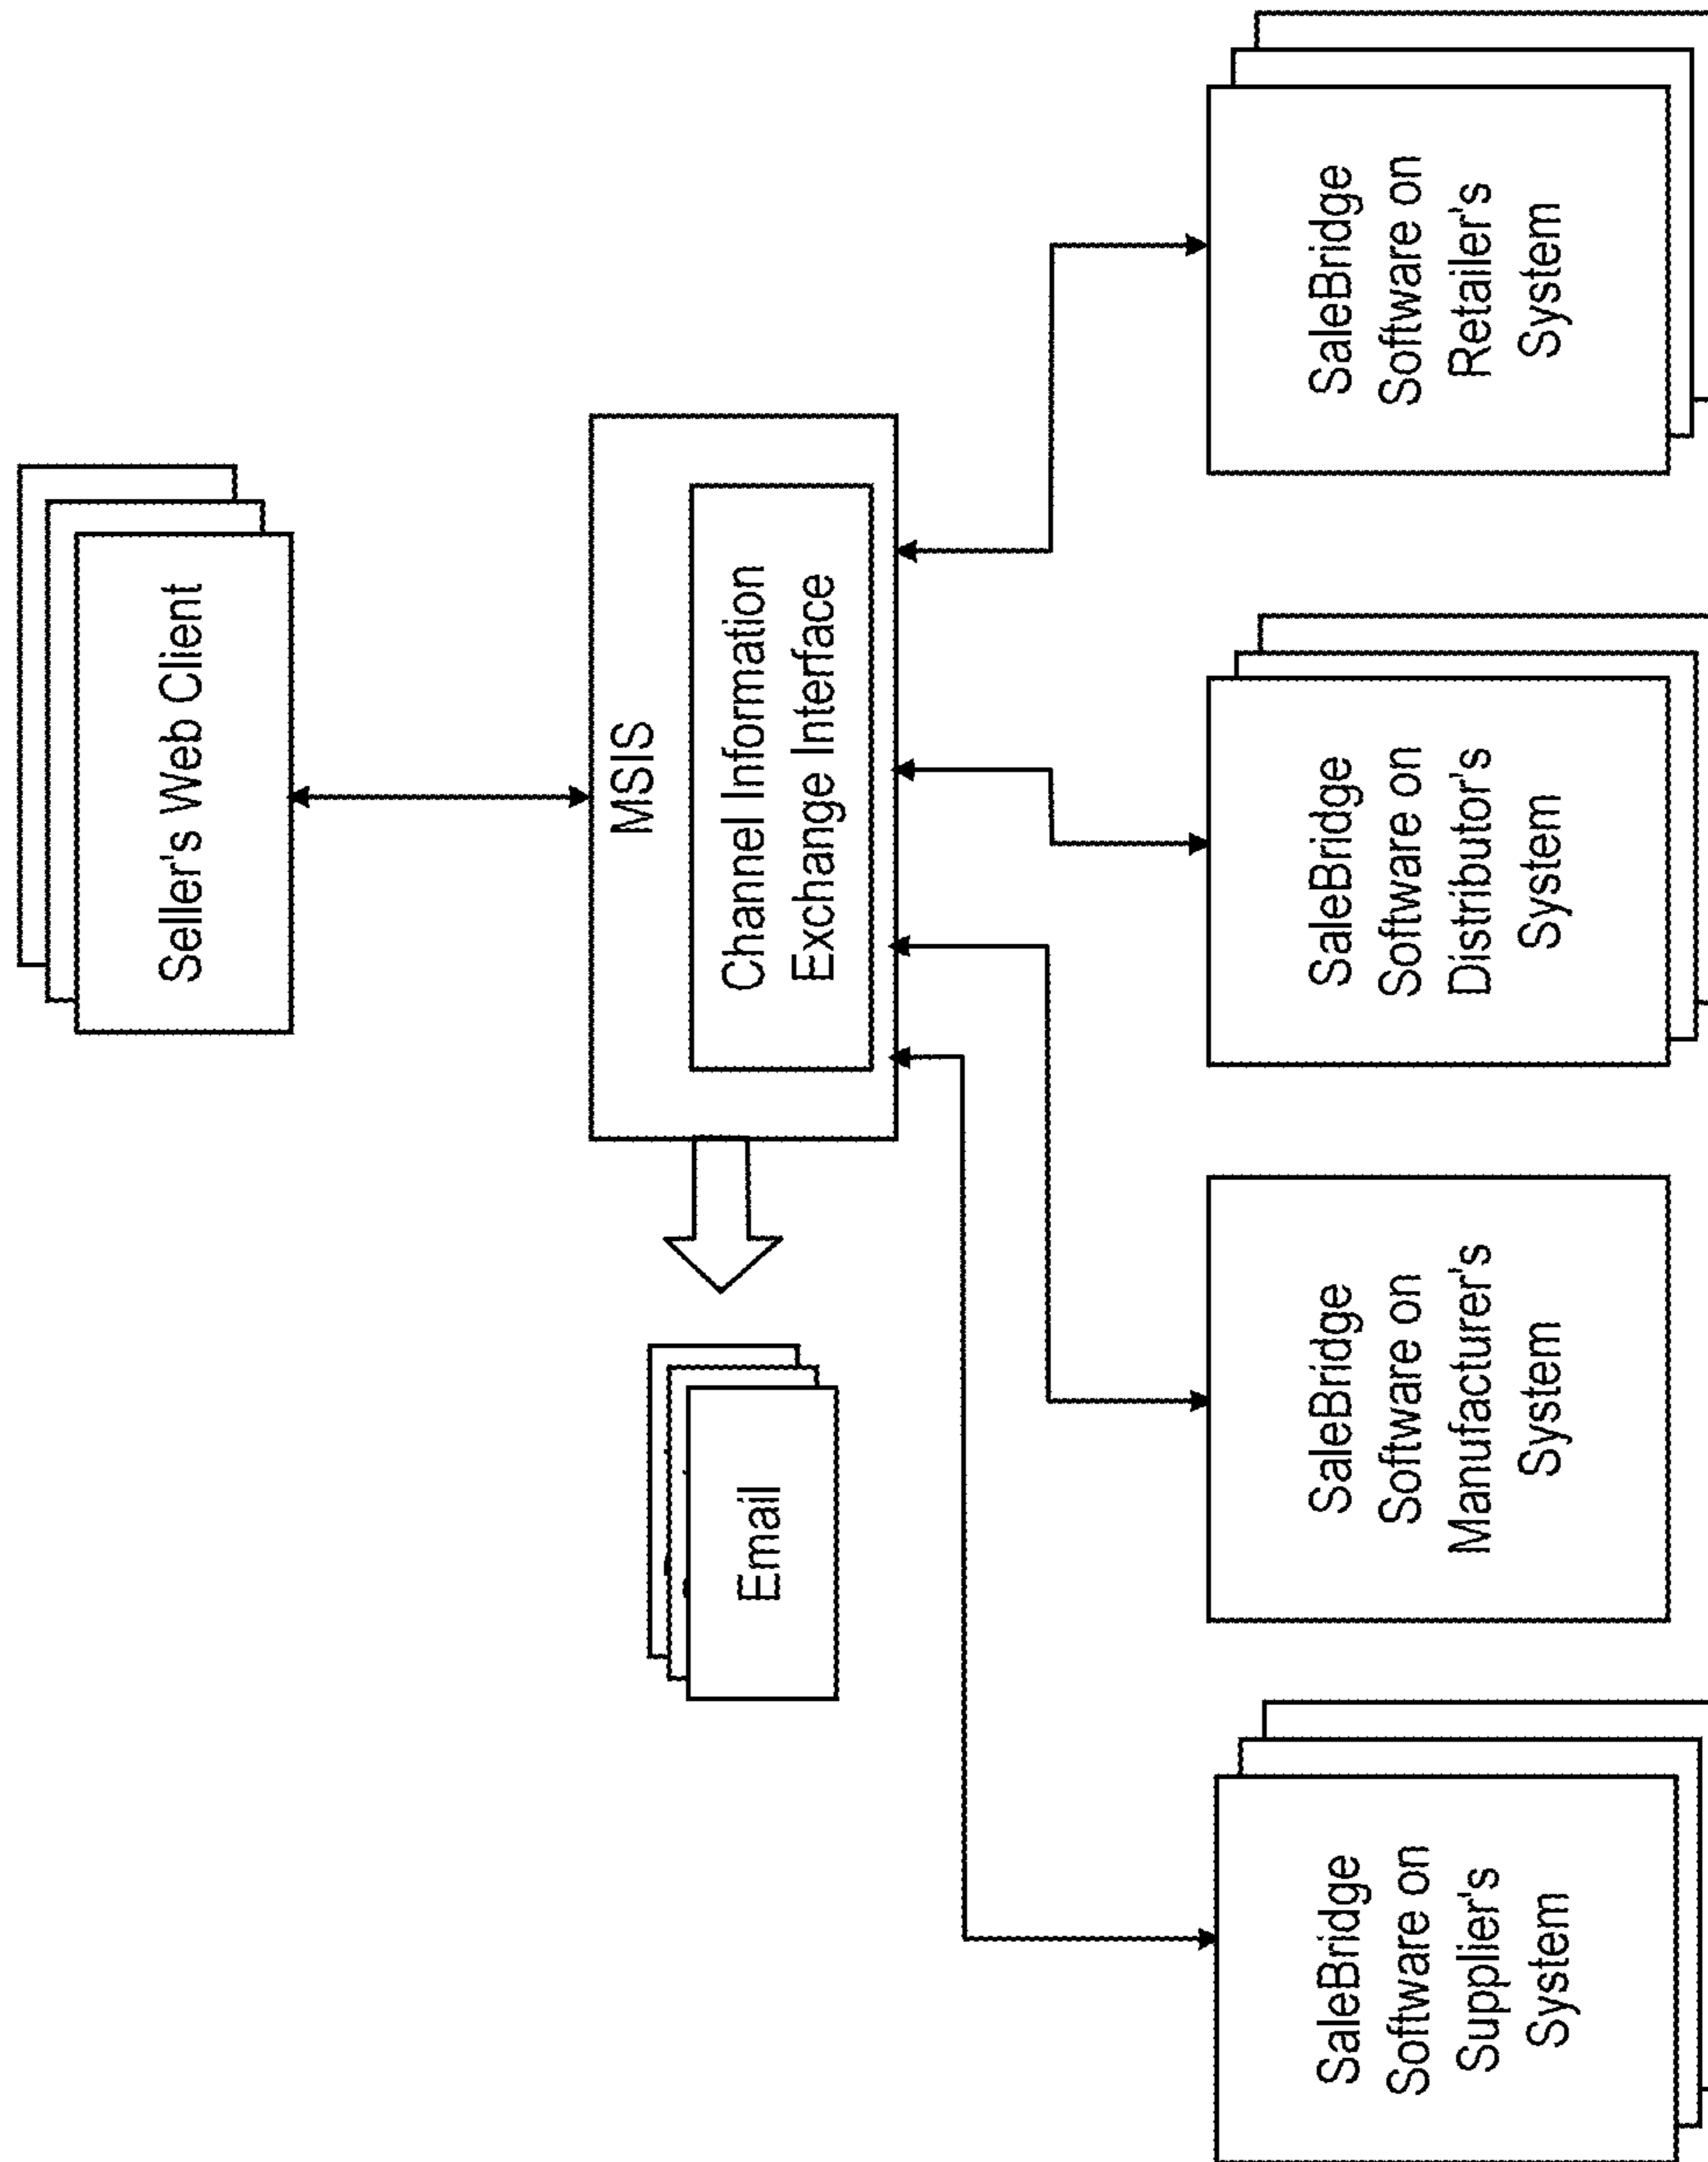 Seller's Web Client
MSIS
Channel Information
Exchange Interface
Email
SaleBridge
Software on
Supplier's
System
SaleBridge
Software on
Manufacturer's
System
SaleBridge
Software on
Distributor's
System
SaleBridge
Software on
Retailer's
System